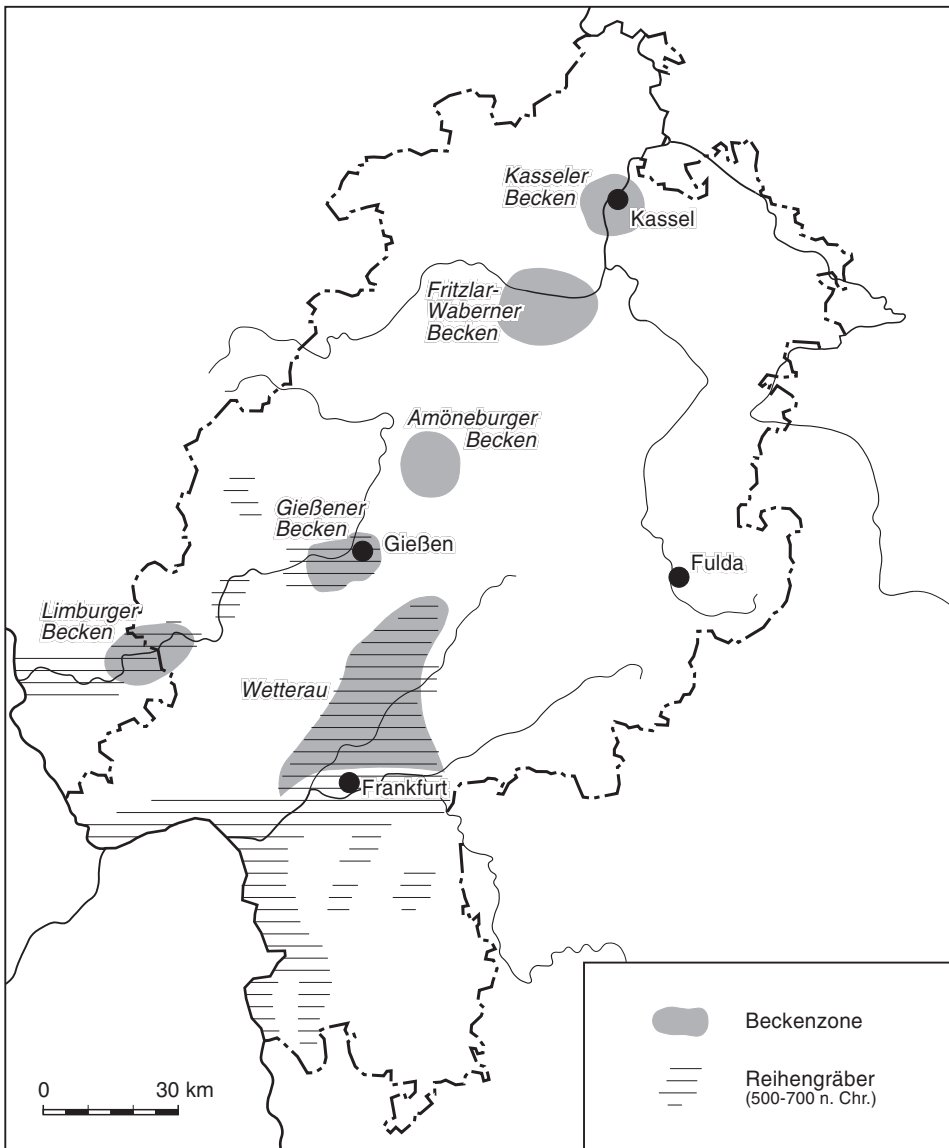 Kasseler
Becken
Kassel
Fritzlar-
Waberner
Becken
Amöneburger
Becken
Gießener
Becken
Gießen
Fulda
Limburger
Becken
Wetterau
Frankfurt
Beckenzone
Reihengräber
(500-700 n. Chr.)
0 30 km